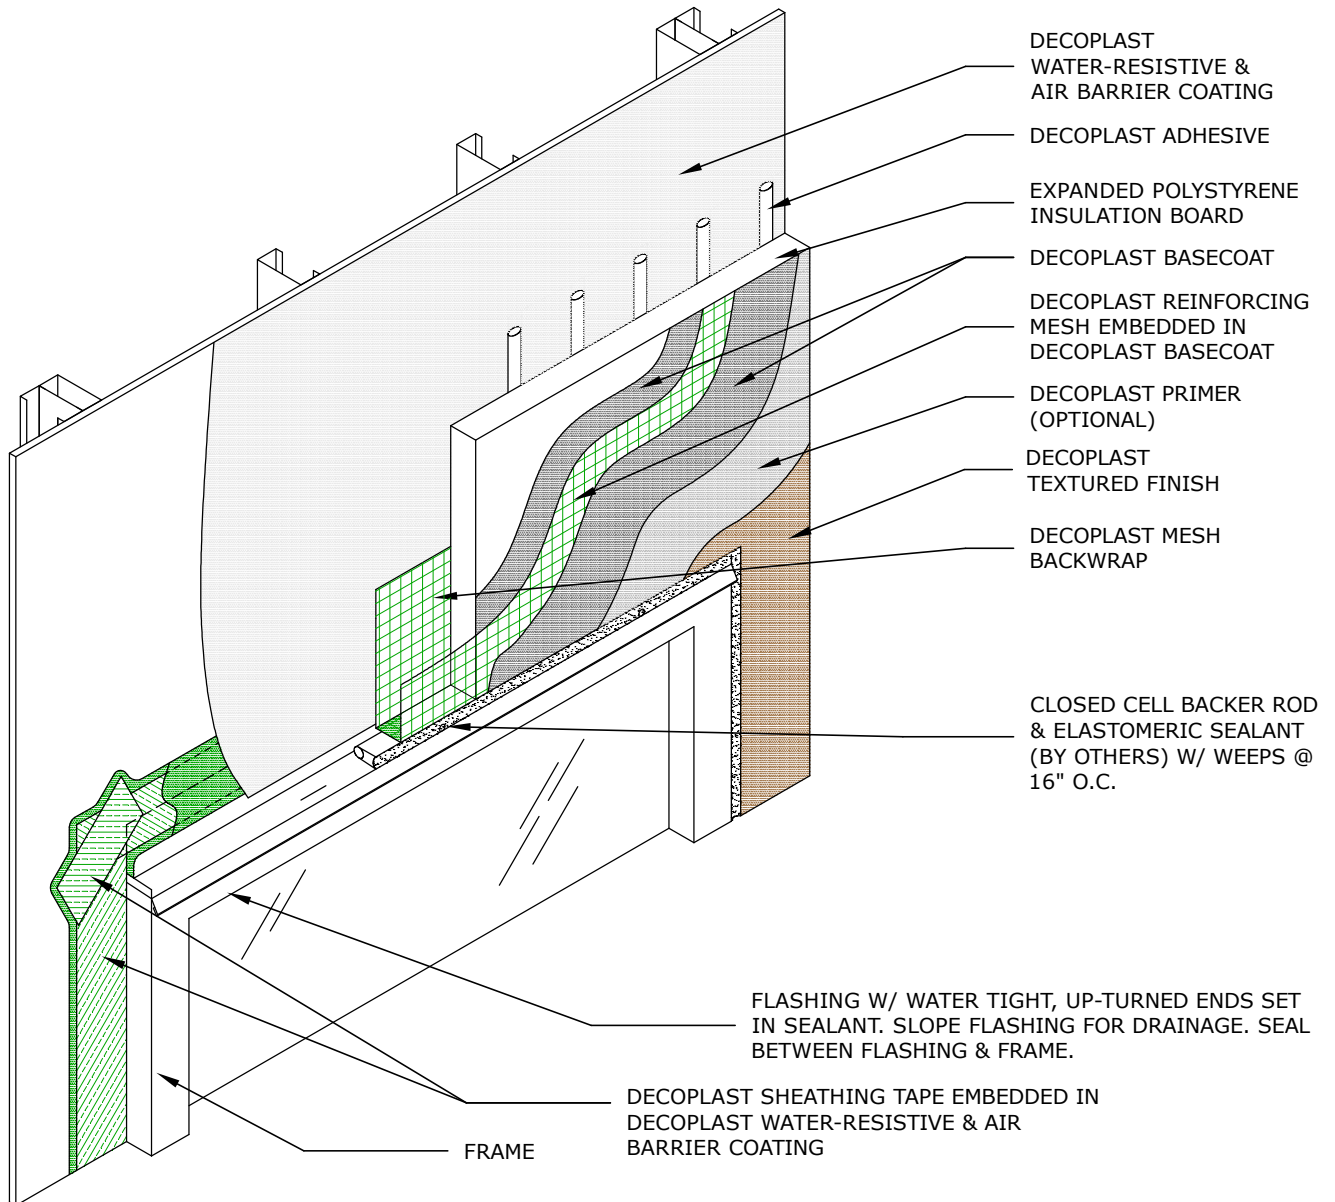 DECOPLAST
WATER-RESISTIVE &
AIR BARRIER COATING
DECOPLAST ADHESIVE
EXPANDED POLYSTYRENE
INSULATION BOARD
DECOPLAST BASECOAT
DECOPLAST REINFORCING
MESH EMBEDDED IN
DECOPLAST BASECOAT
DECOPLAST PRIMER
(OPTIONAL)
DECOPLAST
TEXTURED FINISH
DECOPLAST MESH
BACKWRAP
CLOSED CELL BACKER ROD
& ELASTOMERIC SEALANT
(BY OTHERS) W/ WEEPS @
16" O.C.
FLASHING W/ WATER TIGHT, UP-TURNED ENDS SET
IN SEALANT. SLOPE FLASHING FOR DRAINAGE. SEAL
BETWEEN FLASHING & FRAME.
DECOPLAST SHEATHING TAPE EMBEDDED IN
DECOPLAST WATER-RESISTIVE & AIR
BARRIER COATING
FRAME